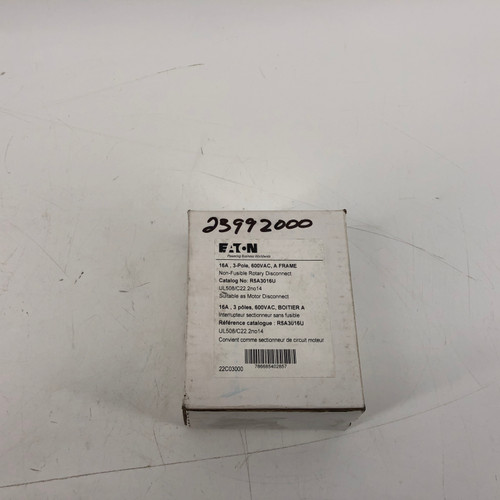 23992000
EATON
Powering Business Worldwide
16A , 3-Pole, 600VAC, A FRAME
Non-Fusible Rotary Disconnect
Catalog No: R5A3016U
UL508/C22.2no14
Suitable as Motor Disconnect
16A , 3 pôles, 600VAC, BOITIER A
Interrupteur sectionneur sans fusible
Référence catalogue : R5A3016U
UL508/C22.2no14
Convient comme sectionneur de circuit moteur
22C03000
786685402857